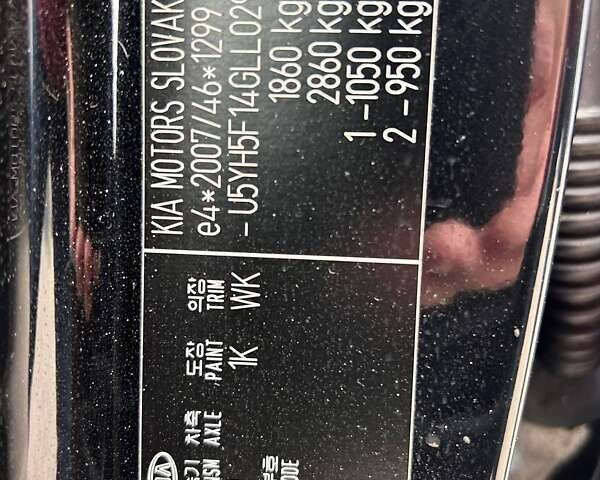 KIA MOTORS SLOVAK
e4*2007/46*1299
-U5YH5F14GLL029
1860 kg
2860 kg
1 -1050 kg
2 - 950 kg
차축 도장 의장
AXLE PAINT TRIM
1K WK